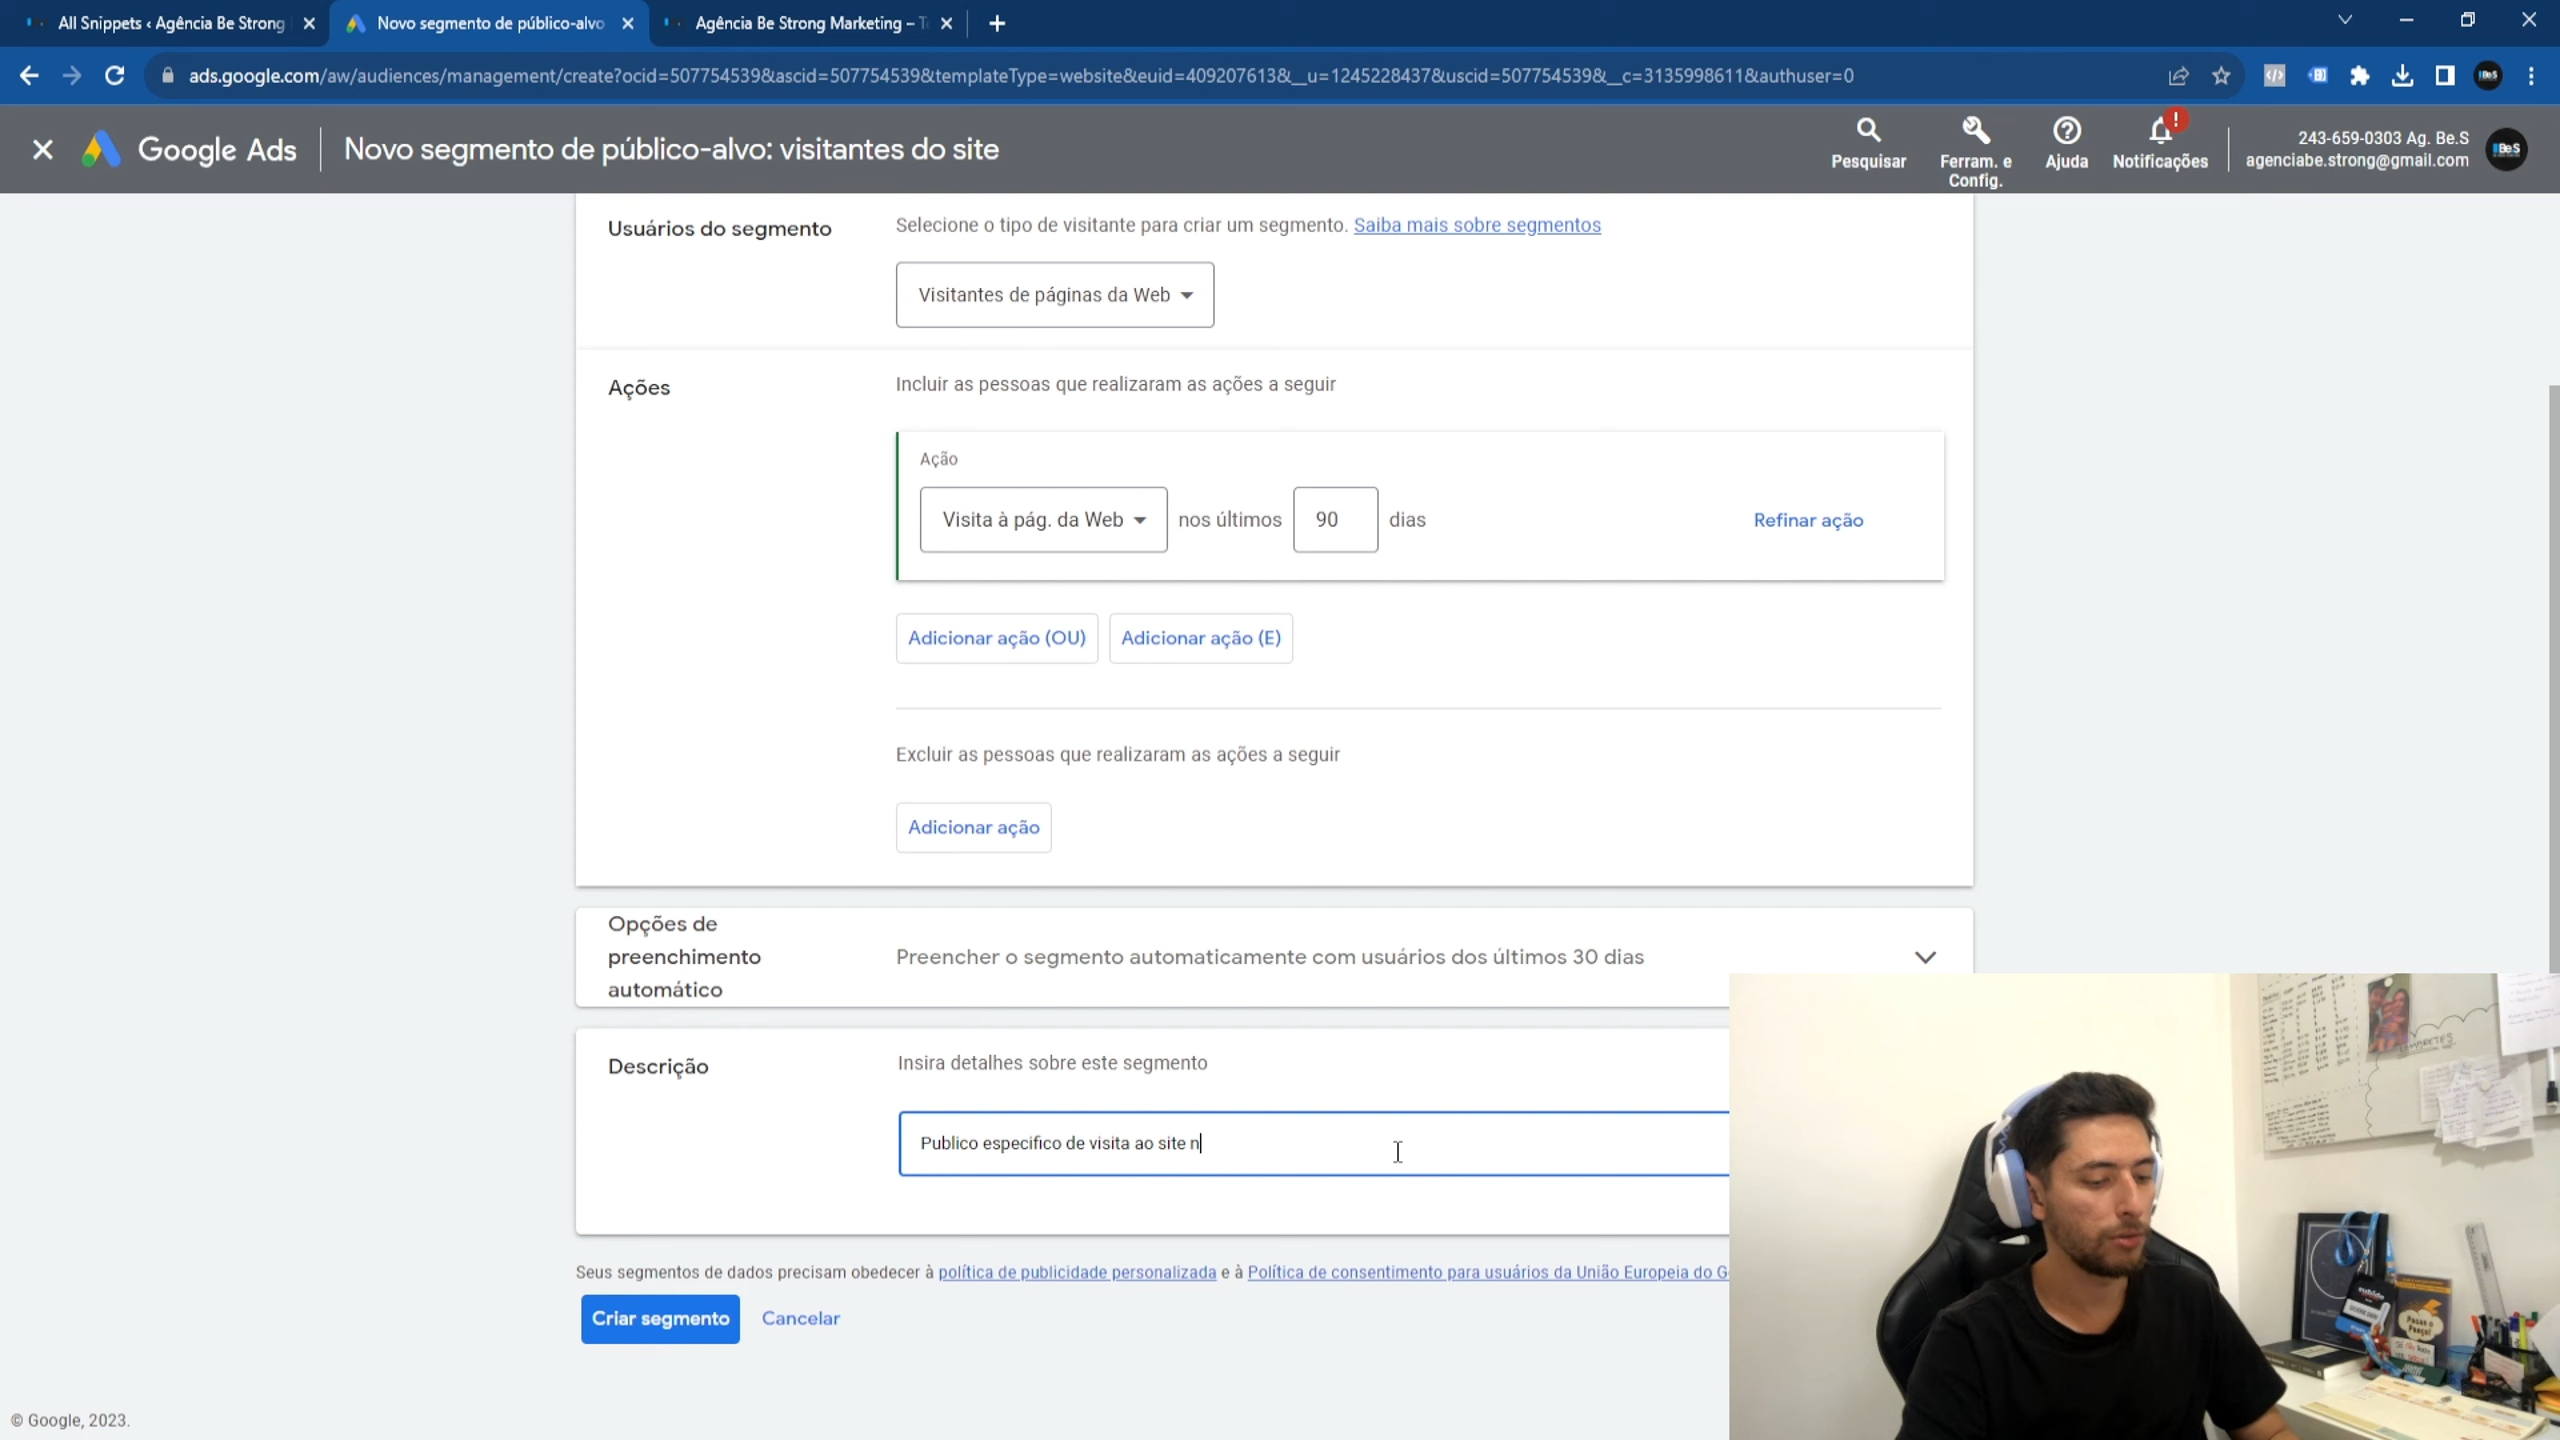 All Snippets ‹ Agência Be Strong
Novo segmento de público-alvo
Agência Be Strong Marketing –
ads.google.com/aw/audiences/management/create?ocid=507754539&ascid=507754539&templateType=website&euid=409207613&__u=1245228437&uscid=507754539&__c=3135998611&authuser=0
Google Ads
Novo segmento de público-alvo: visitantes do site
Pesquisar
Ferram. e
Config.
Ajuda
!
Notificações
243-659-0303 Ag. Be.S
agenciabe.strong@gmail.com
Usuários do segmento
Selecione o tipo de visitante para criar um segmento. Saiba mais sobre segmentos
Visitantes de páginas da Web
Ações
Incluir as pessoas que realizaram as ações a seguir
Ação
Visita à pág. da Web nos últimos 90 dias
Refinar ação
Adicionar ação (OU)
Adicionar ação (E)
Excluir as pessoas que realizaram as ações a seguir
Adicionar ação
Opções de
preenchimento
automático
Preencher o segmento automaticamente com usuários dos últimos 30 dias
Descrição
Insira detalhes sobre este segmento
Publico especifico de visita ao site n
Seus segmentos de dados precisam obedecer à política de publicidade personalizada e à Política de consentimento para usuários da União Europeia do G
Criar segmento
Cancelar
© Google, 2023.